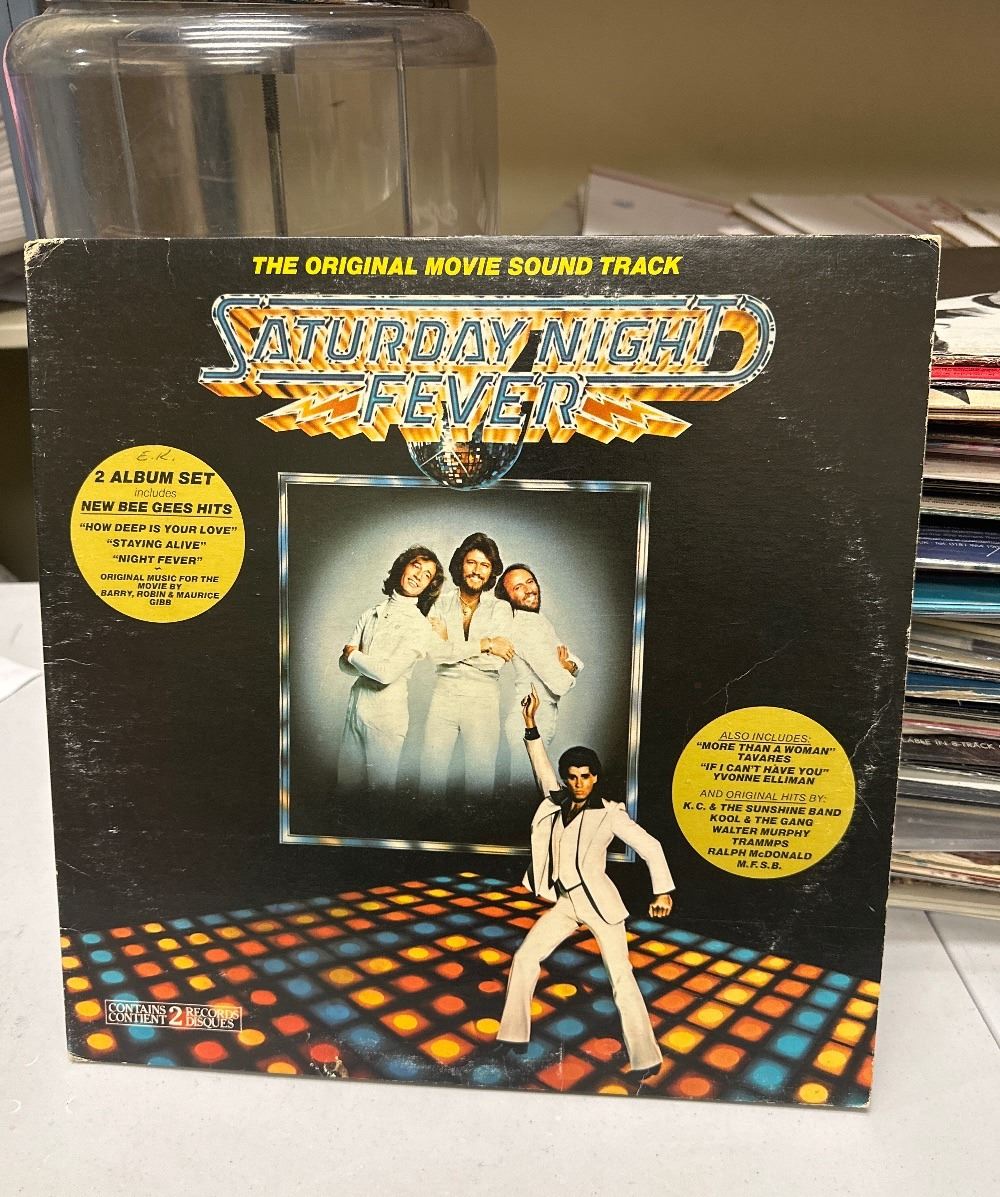 THE ORIGINAL MOVIE SOUND TRACK
SATURDAY NIGHT
FEVER
E.K.
2 ALBUM SET
includes
NEW BEE GEES HITS
"HOW DEEP IS YOUR LOVE"
"STAYING ALIVE"
"NIGHT FEVER"
ORIGINAL MUSIC FOR THE
MOVIE BY
BARRY, ROBIN & MAURICE
GIBB
ALSO INCLUDES:
"MORE THAN A WOMAN"
TAVARES
"IF I CAN'T HAVE YOU"
YVONNE ELLIMAN
AND ORIGINAL HITS BY:
K.C. & THE SUNSHINE BAND
KOOL & THE GANG
WALTER MURPHY
TRAMMPS
RALPH McDONALD
M.F.S.B.
CONTAINS 2 RECORDS
CONTIENT DISQUES
IN 8-TRACK